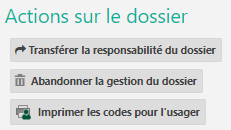 Actions sur le dossier
Transférer la responsabilité du dossier
Abandonner la gestion du dossier
Imprimer les codes pour l'usager